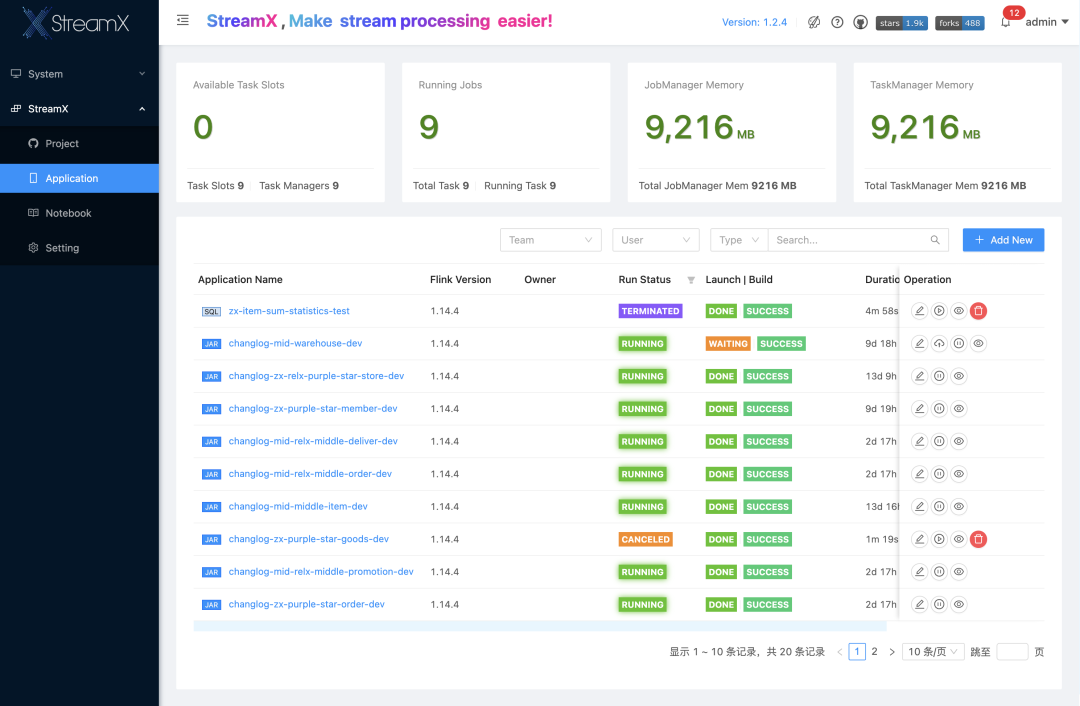 StreamX
StreamX , Make stream processing easier!
Version: 1.2.4
stars 1.9k
forks 488
12
admin
System
StreamX
Project
Application
Notebook
Setting
Available Task Slots
0
Task Slots 9 Task Managers 9
Running Jobs
9
Total Task 9 Running Task 9
JobManager Memory
9,216 MB
Total JobManager Mem 9216 MB
TaskManager Memory
9,216 MB
Total TaskManager Mem 9216 MB
Team User Type Search... + Add New
Application Name Flink Version Owner Run Status Launch | Build Duratic Operation
SQL zx-item-sum-statistics-test 1.14.4 TERMINATED DONE SUCCESS 4m 58s
JAR changlog-mid-warehouse-dev 1.14.4 RUNNING WAITING SUCCESS 9d 18h
JAR changlog-zx-relx-purple-star-store-dev 1.14.4 RUNNING DONE SUCCESS 13d 9h
JAR changlog-zx-purple-star-member-dev 1.14.4 RUNNING DONE SUCCESS 9d 19h
JAR changlog-mid-relx-middle-deliver-dev 1.14.4 RUNNING DONE SUCCESS 2d 17h
JAR changlog-mid-relx-middle-order-dev 1.14.4 RUNNING DONE SUCCESS 2d 17h
JAR changlog-mid-middle-item-dev 1.14.4 RUNNING DONE SUCCESS 13d 16h
JAR changlog-zx-purple-star-goods-dev 1.14.4 CANCELED DONE SUCCESS 1m 19s
JAR changlog-mid-relx-middle-promotion-dev 1.14.4 RUNNING DONE SUCCESS 2d 17h
JAR changlog-zx-purple-star-order-dev 1.14.4 RUNNING DONE SUCCESS 2d 17h
显示 1 ~ 10 条记录，共 20 条记录 < 1 2 > 10 条/页 跳至 页